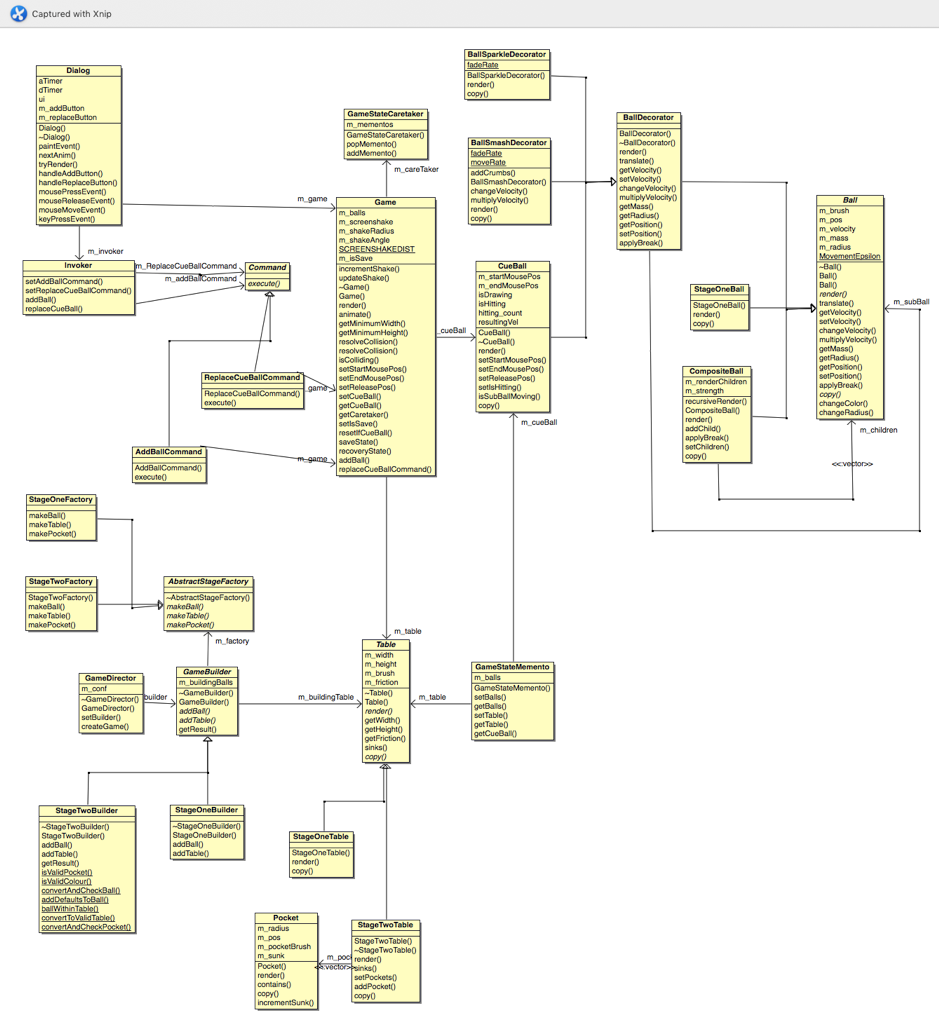 Captured with Xnip
BallSparkleDecorator
fadeRate
BallSparkleDecorator()
render()
copy()
Dialog
aTimer
dTimer
ui
m_addButton
m_replaceButton
Dialog()
~Dialog()
paintEvent()
nextAnim()
tryRender()
handleAddButton()
handleReplaceButton()
mousePressEvent()
mouseReleaseEvent()
mouseMoveEvent()
keyPressEvent()
GameStateCaretaker
m_mementos
GameStateCaretaker()
popMemento()
addMemento()
m_careTaker
BallSmashDecorator
fadeRate
moveRate
addCrumbs()
BallSmashDecorator()
changeVelocity()
multiplyVelocity()
render()
copy()
BallDecorator
BallDecorator()
~BallDecorator()
render()
translate()
getVelocity()
setVelocity()
changeVelocity()
multiplyVelocity()
getMass()
getRadius()
getPosition()
setPosition()
applyBreak()
Ball
m_brush
m_pos
m_velocity
m_mass
m_radius
MovementEpsilon
~Ball()
Ball()
Ball()
render()
translate()
getVelocity()
setVelocity()
changeVelocity()
multiplyVelocity()
getMass()
getRadius()
getPosition()
setPosition()
applyBreak()
copy()
changeColor()
changeRadius()
m_subBall
m_children
<<:vector>>
m_game
Game
m_balls
m_screenshake
m_shakeRadius
m_shakeAngle
SCREENSHAKEDIST
m_isSave
incrementShake()
updateShake()
~Game()
Game()
render()
animate()
getMinimumWidth()
getMinimumHeight()
resolveCollision()
resolveCollision()
isColliding()
setStartMousePos()
setEndMousePos()
setReleasePos()
setCueBall()
getCueBall()
getCaretaker()
setIsSave()
resetIfCueBall()
saveState()
recoveryState()
addBall()
replaceCueBallCommand()
_cueBall
CueBall
m_startMousePos
m_endMousePos
isDrawing
isHitting
hitting_count
resultingVel
CueBall()
~CueBall()
render()
setStartMousePos()
setEndMousePos()
setReleasePos()
setIsHitting()
isSubBallMoving()
copy()
m_cueBall
StageOneBall
StageOneBall()
render()
copy()
CompositeBall
m_renderChildren
m_strength
recursiveRender()
CompositeBall()
render()
addChild()
applyBreak()
setChildren()
copy()
m_invoker
Invoker
setAddBallCommand()
setReplaceCueBallCommand()
addBall()
replaceCueBall()
m_ReplaceCueBallCommand
m_addBallCommand
Command
execute()
ReplaceCueBallCommand
ReplaceCueBallCommand()
execute()
_game
AddBallCommand
AddBallCommand()
execute()
m_game
StageOneFactory
makeBall()
makeTable()
makePocket()
StageTwoFactory
StageTwoFactory()
makeBall()
makeTable()
makePocket()
AbstractStageFactory
~AbstractStageFactory()
makeBall()
makeTable()
makePocket()
m_factory
GameDirector
m_conf
~GameDirector()
GameDirector()
setBuilder()
createGame()
builder
GameBuilder
m_buildingBalls
~GameBuilder()
GameBuilder()
addBall()
addTable()
getResult()
m_buildingTable
m_table
Table
m_width
m_height
m_brush
m_friction
~Table()
Table()
render()
getWidth()
getHeight()
getFriction()
sinks()
copy()
m_table
GameStateMemento
m_balls
GameStateMemento()
setBalls()
getBalls()
setTable()
getTable()
getCueBall()
StageTwoBuilder
~StageTwoBuilder()
StageTwoBuilder()
addBall()
addTable()
getResult()
isValidPocket()
isValidColour()
convertAndCheckBall()
addDefaultsToBall()
ballWithinTable()
convertToValidTable()
convertAndCheckPocket()
StageOneBuilder
~StageOneBuilder()
StageOneBuilder()
addBall()
addTable()
StageOneTable
StageOneTable()
render()
copy()
Pocket
m_radius
m_pos
m_pocketBrush
m_sunk
Pocket()
render()
contains()
copy()
incrementSunk()
m_poc
<<:vector>>
StageTwoTable
StageTwoTable()
~StageTwoTable()
render()
sinks()
setPockets()
addPocket()
copy()